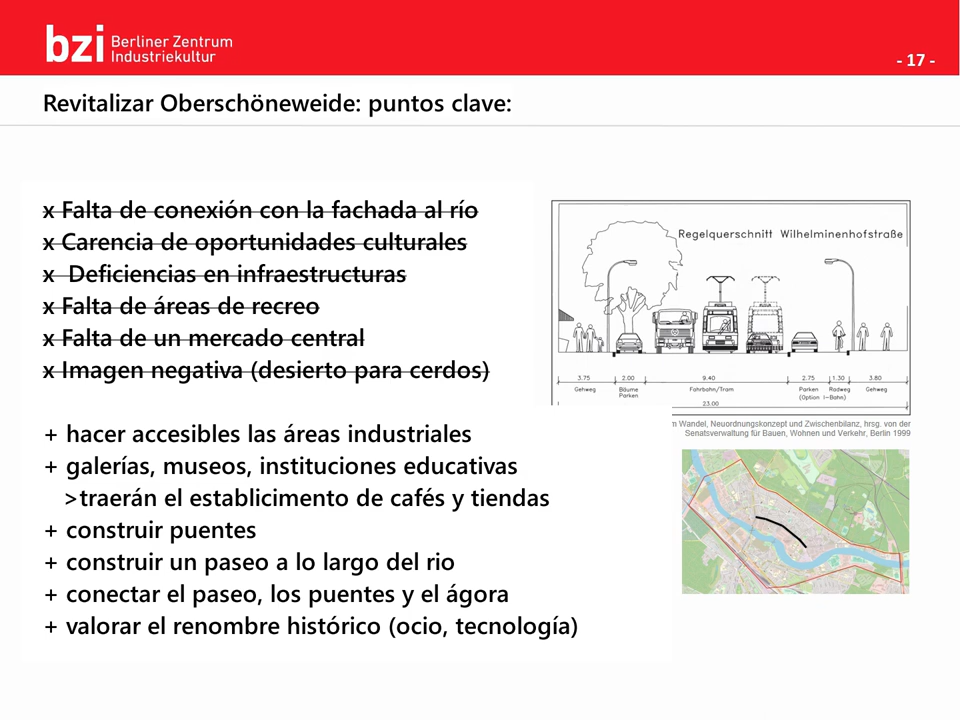 bzi Berliner Zentrum
Industriekultur
- 17 -
Revitalizar Oberschöneweide: puntos clave:
x Falta de conexión con la fachada al río
x Carencia de oportunidades culturales
x Deficiencias en infraestructuras
x Falta de áreas de recreo
x Falta de un mercado central
x Imagen negativa (desierto para cerdos)
+ hacer accesibles las áreas industriales
+ galerías, museos, instituciones educativas
>traerán el establicimento de cafés y tiendas
+ construir puentes
+ construir un paseo a lo largo del rio
+ conectar el paseo, los puentes y el ágora
+ valorar el renombre histórico (ocio, tecnología)
Regelquerschnitt Wilhelminenhofstraße
3.75 2.00 9.40 2.75 1.30 3.80
Gehweg Bäume Fahrbahn/Tram Parken Radweg Gehweg
Parken (Option I-Bahn)
23.00
m Wandel, Neuordnungskonzept und Zwischenbilanz, hrsg. von der
Senatsverwaltung für Bauen, Wohnen und Verkehr, Berlin 1999